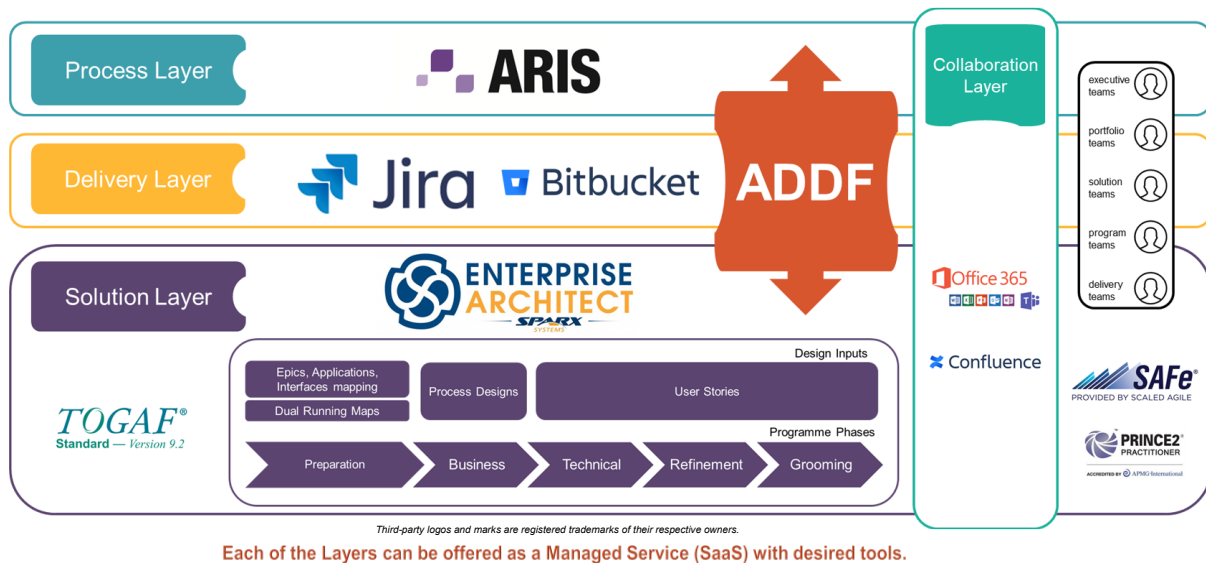 Process Layer
ARIS
Delivery Layer
Jira
Bitbucket
ADDF
Solution Layer
ENTERPRISE
ARCHITECT
SPARX
SYSTEMS
Collaboration
Layer
Office 365
Confluence
executive
teams
portfolio
teams
solution
teams
program
teams
delivery
teams
TOGAF®
Standard — Version 9.2
Design Inputs
Epics, Applications,
Interfaces mapping
Dual Running Maps
Process Designs
User Stories
Programme Phases
Preparation
Business
Technical
Refinement
Grooming
SAFe®
PROVIDED BY SCALED AGILE
PRINCE2®
PRACTITIONER
ACCREDITED BY APMG-International
Third-party logos and marks are registered trademarks of their respective owners.
Each of the Layers can be offered as a Managed Service (SaaS) with desired tools.